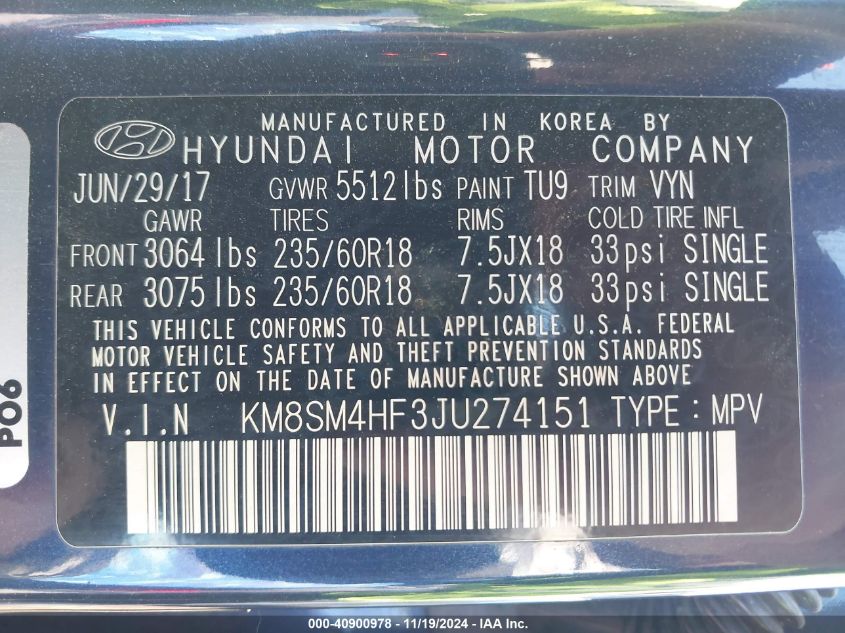 MANUFACTURED IN KOREA BY
HYUNDAI MOTOR COMPANY
JUN/29/17 GVWR 5512lbs PAINT TU9 TRIM VYN
GAWR TIRES RIMS COLD TIRE INFL
FRONT 3064 lbs 235/60R18 7.5JX18 33psi SINGLE
REAR 3075 lbs 235/60R18 7.5JX18 33psi SINGLE
THIS VEHICLE CONFORMS TO ALL APPLICABLE U.S.A. FEDERAL
MOTOR VEHICLE SAFETY AND THEFT PREVENTION STANDARDS
IN EFFECT ON THE DATE OF MANUFACTURE SHOWN ABOVE
V.I.N KM8SM4HF3JU274151 TYPE : MPV
PO6
000-40900978 - 11/19/2024 - IAA Inc.